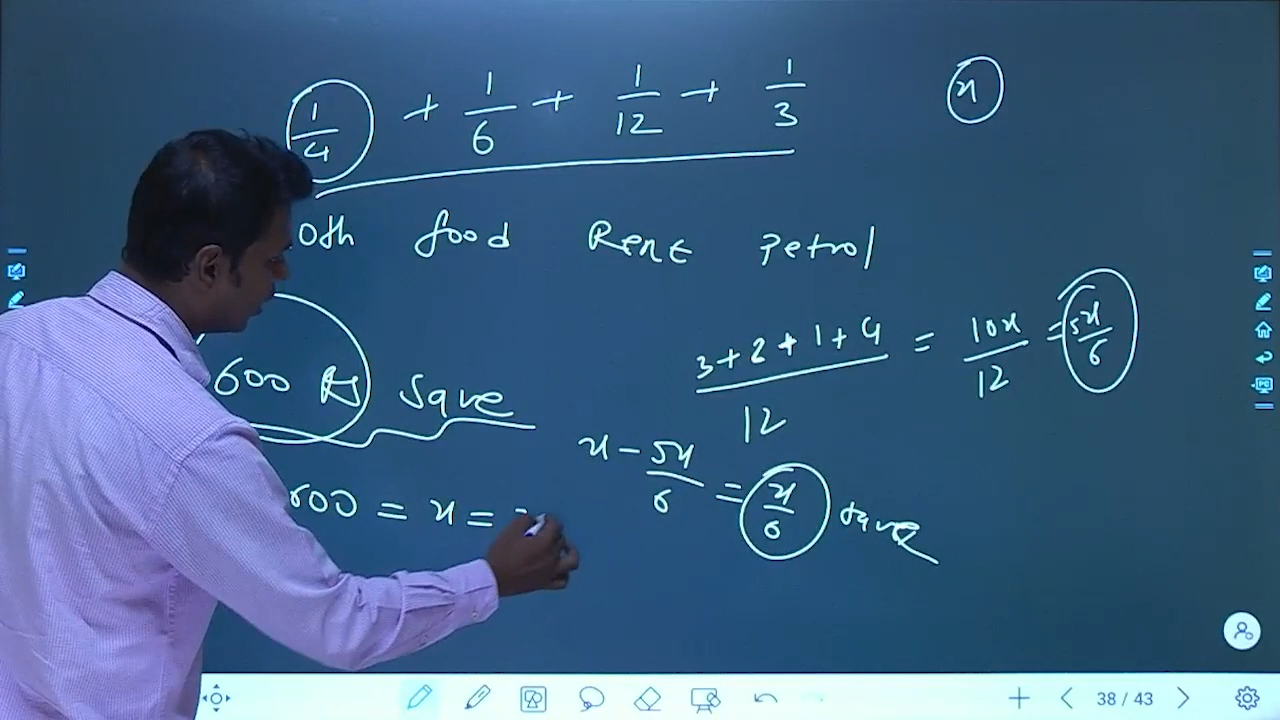 1/4 + 1/6 + 1/12 + 1/3
x
Oth food Rent Petrol
3+2+1+4/12 = 10x/12 = 5x/6
600 Rs save
x - 5x/6 = x/6 save
600 = x =
38 / 43